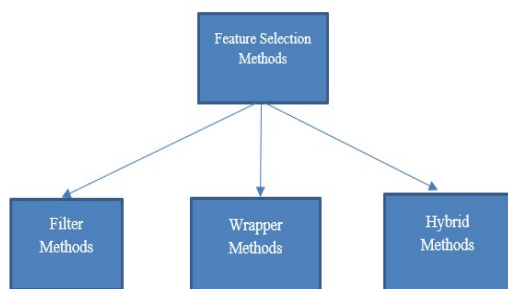 Feature Selection
Methods
Filter
Methods
Wrapper
Methods
Hybrid
Methods